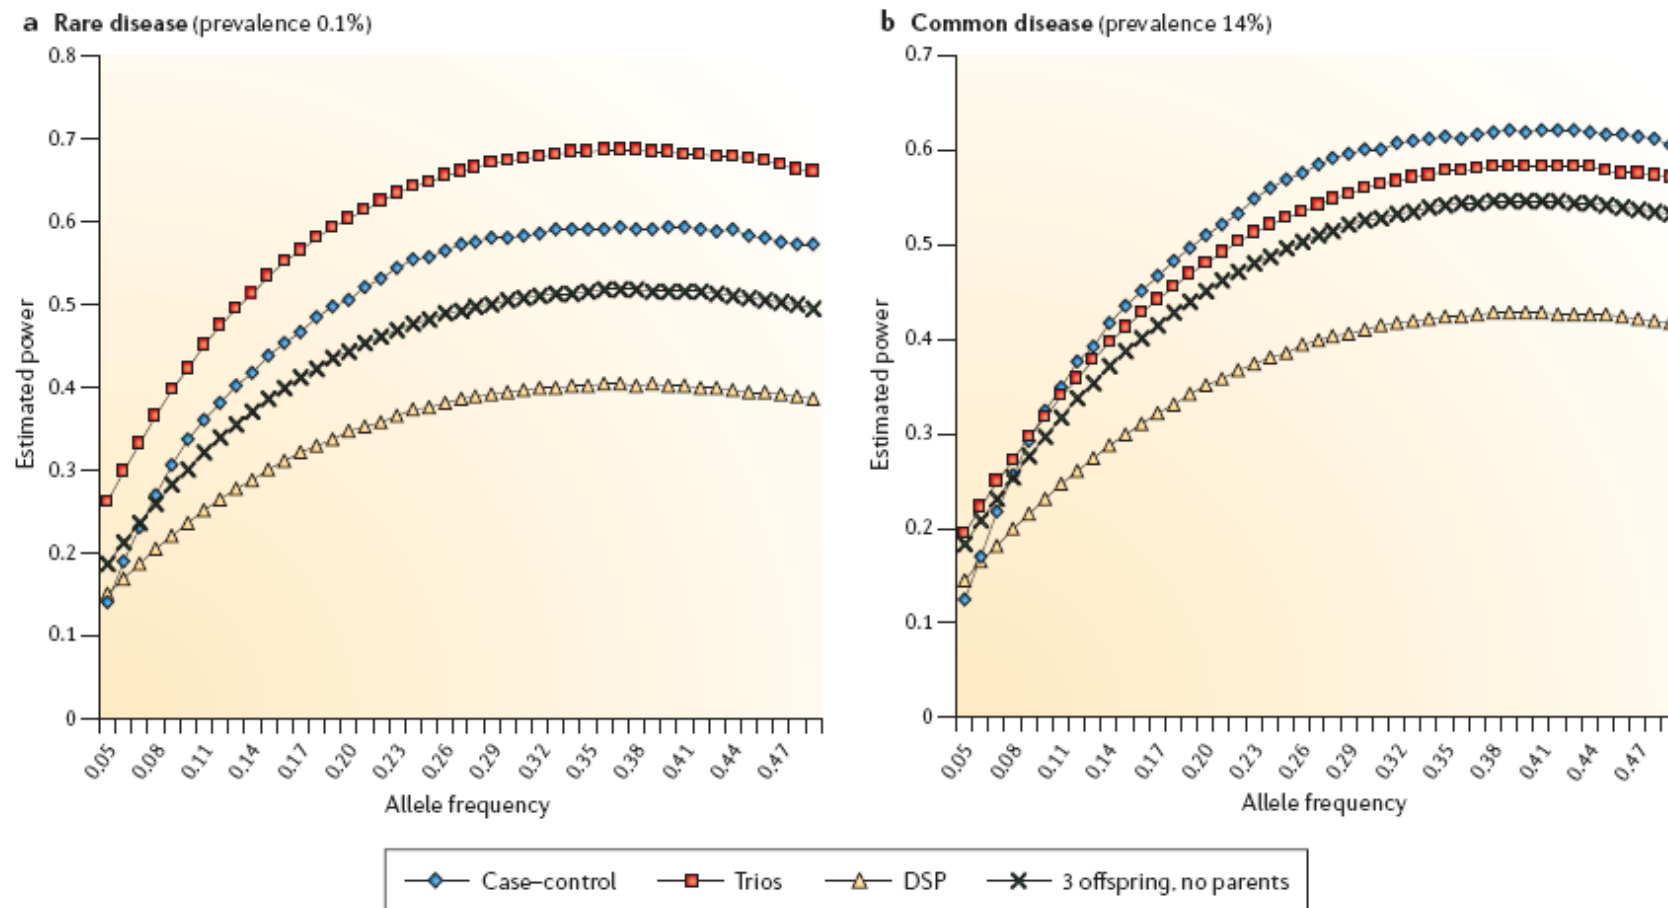 a Rare disease (prevalence 0.1%)
0.8
0.7
0.6
0.5
0.4
0.3
0.2
0.1
0
Estimated power
0.05 0.08 0.11 0.14 0.17 0.20 0.23 0.26 0.29 0.32 0.35 0.38 0.41 0.44 0.47
Allele frequency
b Common disease (prevalence 14%)
0.7
0.6
0.5
0.4
0.3
0.2
0.1
0
Estimated power
0.05 0.08 0.11 0.14 0.17 0.20 0.23 0.26 0.29 0.32 0.35 0.38 0.41 0.44 0.47
Allele frequency
Case–control Trios DSP 3 offspring, no parents